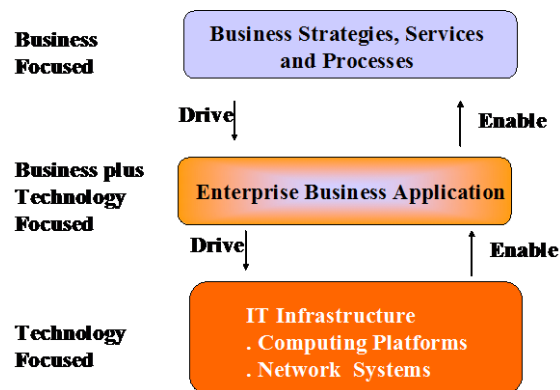 Business
Focused
Business Strategies, Services
and Processes
Drive
Enable
Business plus
Technology
Focused
Enterprise Business Application
Drive
Enable
Technology
Focused
IT Infrastructure
. Computing Platforms
. Network Systems